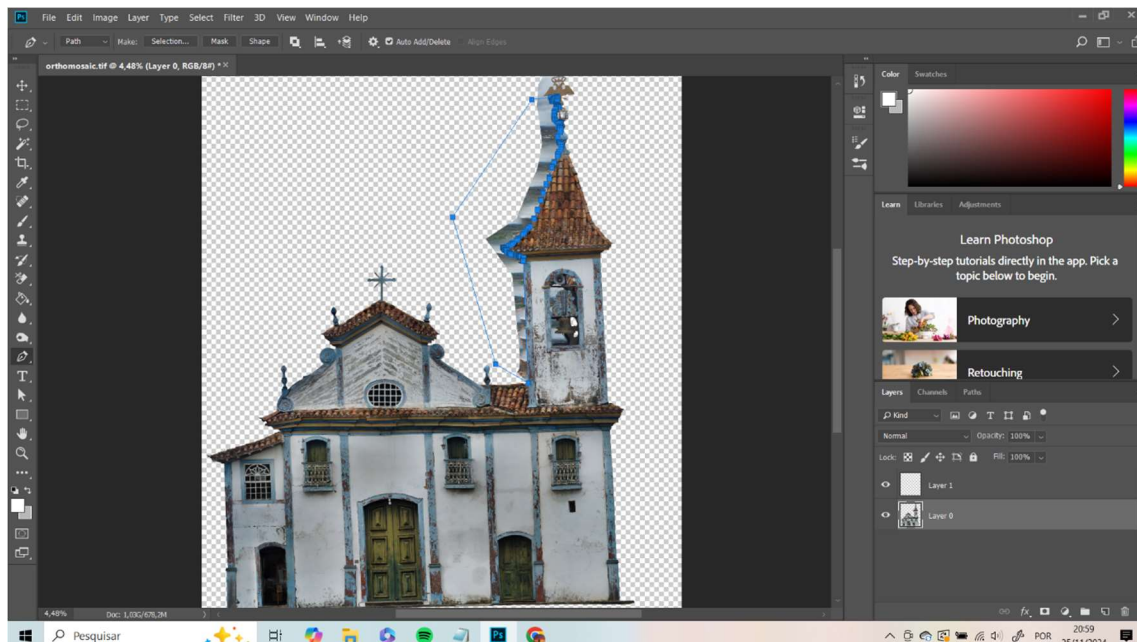 Ps File Edit Image Layer Type Select Filter 3D View Window Help
Path Make: Selection... Mask Shape Auto Add/Delete Align Edges
orthomosaic.tif @ 4,48% (Layer 0, RGB/8#) *
Color Swatches
Learn Libraries Adjustments
Learn Photoshop
Step-by-step tutorials directly in the app. Pick a
topic below to begin.
Photography
Retouching
Layers Channels Paths
Kind
Normal Opacity: 100%
Lock: Fill: 100%
Layer 1
Layer 0
4,48% Doc: 1,83G/678,2M
Pesquisar Ps POR 20:59
25/11/2024